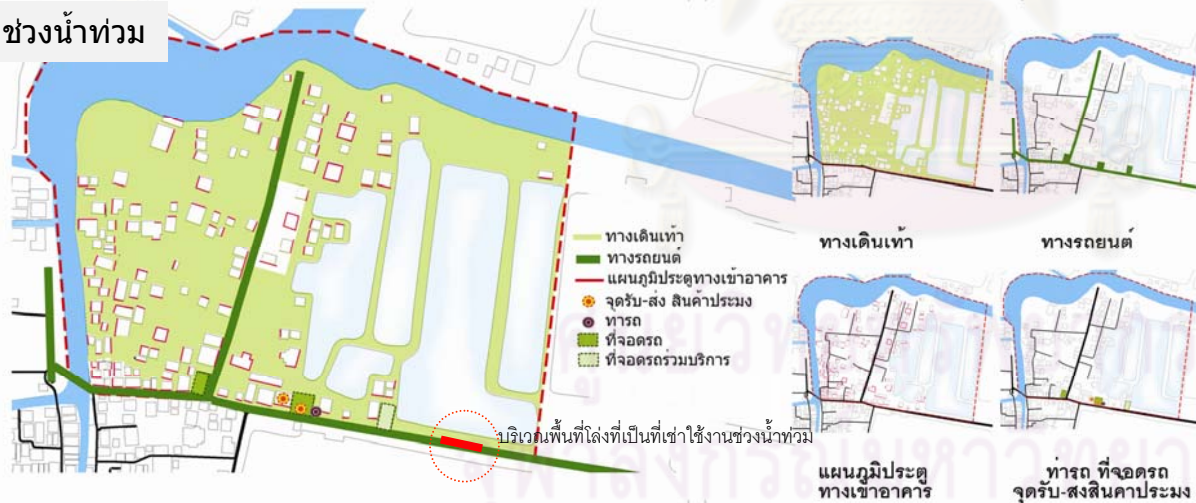 ช่วงน้ำท่วม
ทางเดินเท้า
ทางรถยนต์
แผนภูมิประตูทางเข้าอาคาร
จุดรับ-ส่ง สินค้าประมง
ทารถ
ที่จอดรถ
ที่จอดรถร่วมบริการ
บริเวณพื้นที่โล่งที่เป็นที่เช่าใช้งานช่วงน้ำท่วม
ทางเดินเท้า
ทางรถยนต์
แผนภูมิประตู
ทางเข้าอาคาร
ท่ารถ ที่จอดรถ
จุดรับ-ส่งสินค้าประมง